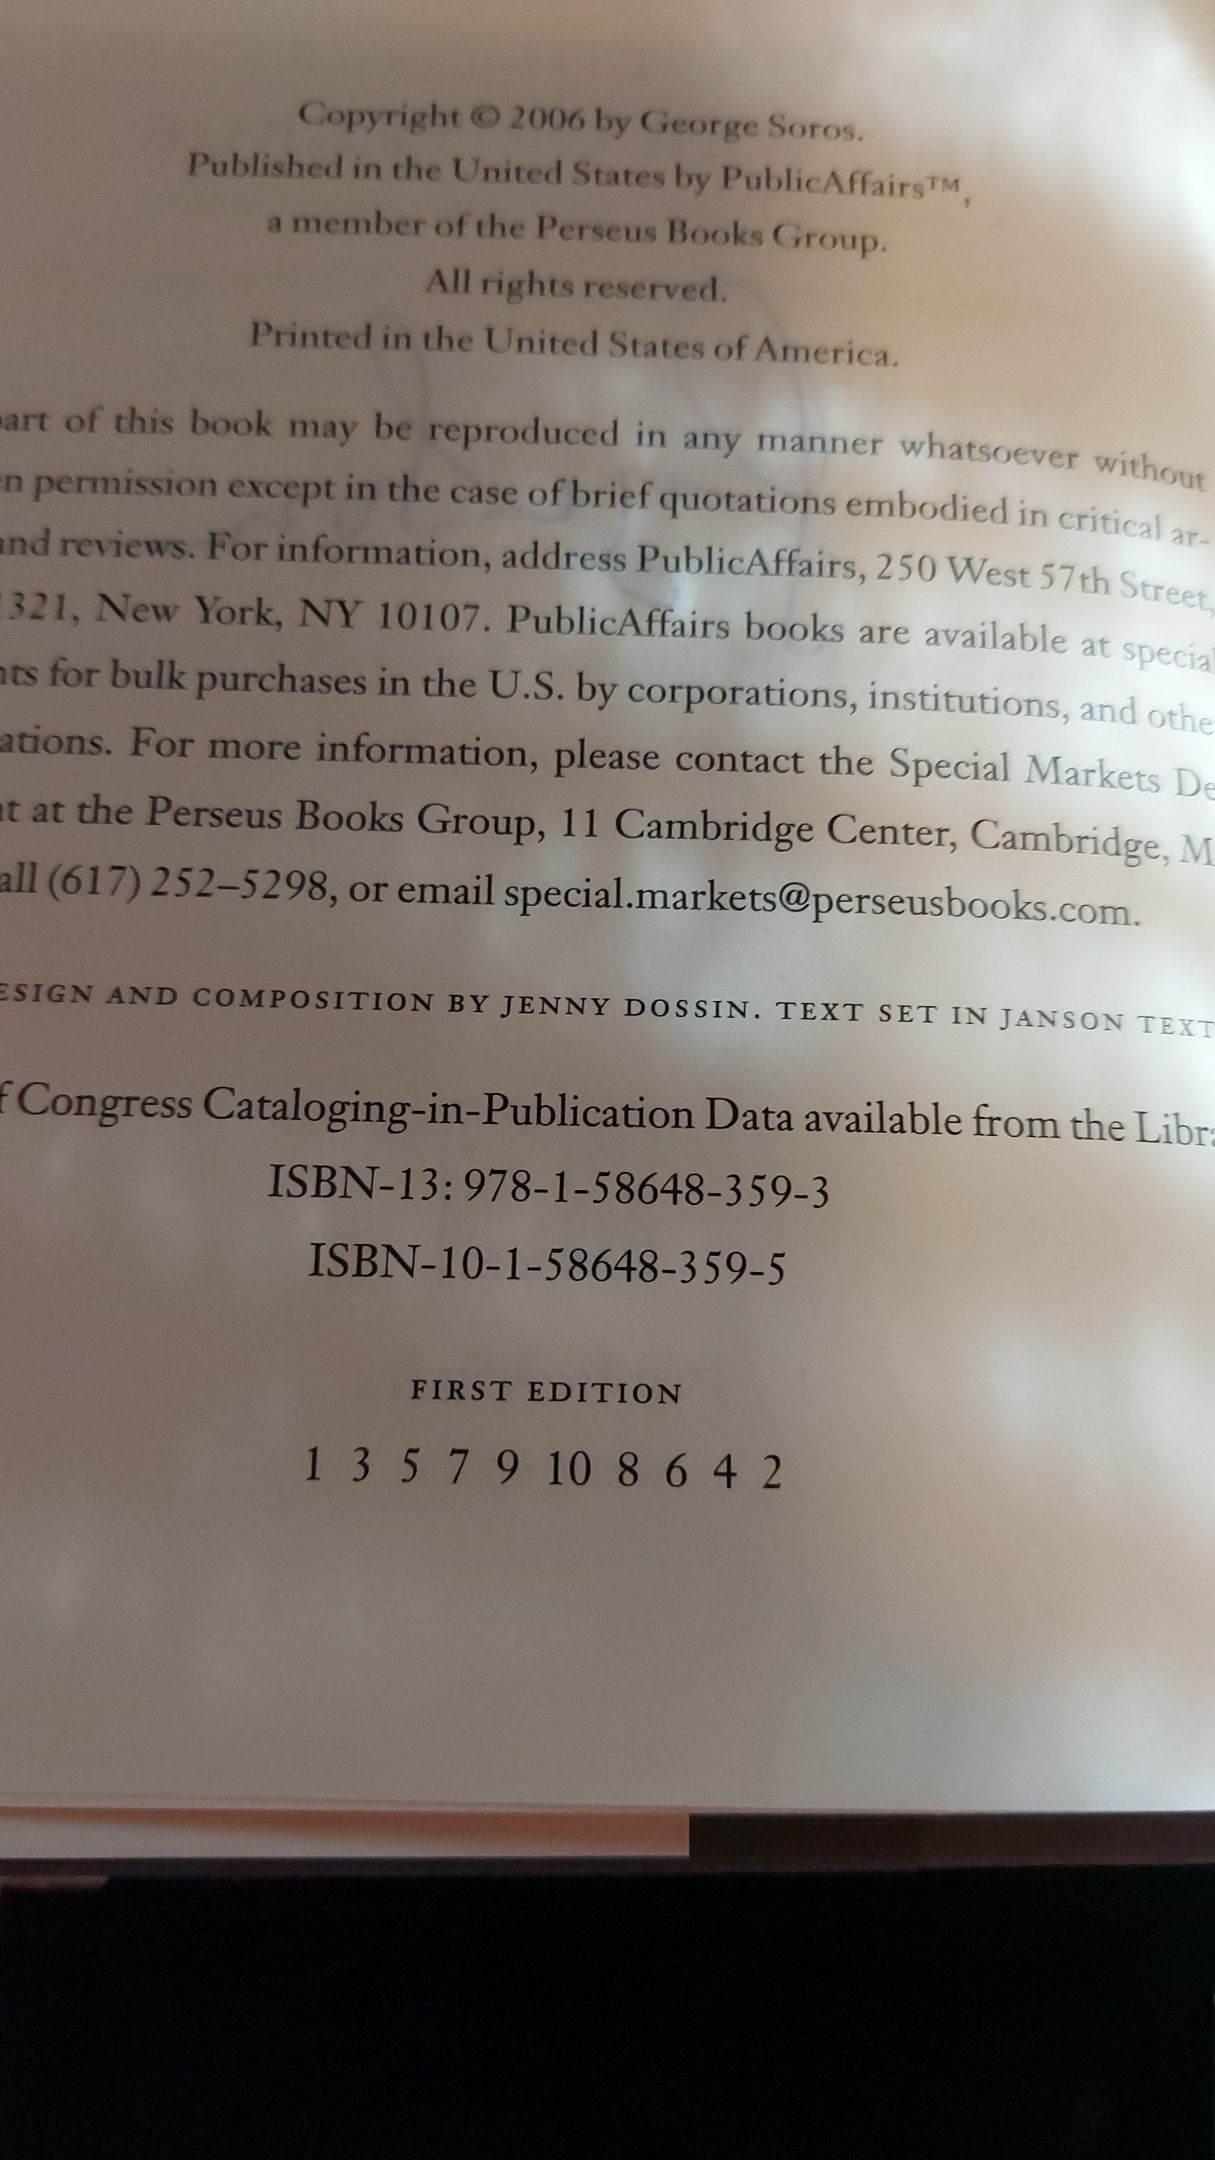 Copyright © 2006 by George Soros.
Published in the United States by PublicAffairs™,
a member of the Perseus Books Group.
All rights reserved.
Printed in the United States of America.
part of this book may be reproduced in any manner whatsoever without
permission except in the case of brief quotations embodied in critical ar-
and reviews. For information, address PublicAffairs, 250 West 57th Street,
1321, New York, NY 10107. PublicAffairs books are available at special
for bulk purchases in the U.S. by corporations, institutions, and othe
ations. For more information, please contact the Special Markets De
at the Perseus Books Group, 11 Cambridge Center, Cambridge, M
all (617) 252–5298, or email special.markets@perseusbooks.com.
ESIGN AND COMPOSITION BY JENNY DOSSIN. TEXT SET IN JANSON TEXT
f Congress Cataloging-in-Publication Data available from the Libra
ISBN-13: 978-1-58648-359-3
ISBN-10-1-58648-359-5
FIRST EDITION
1 3 5 7 9 10 8 6 4 2